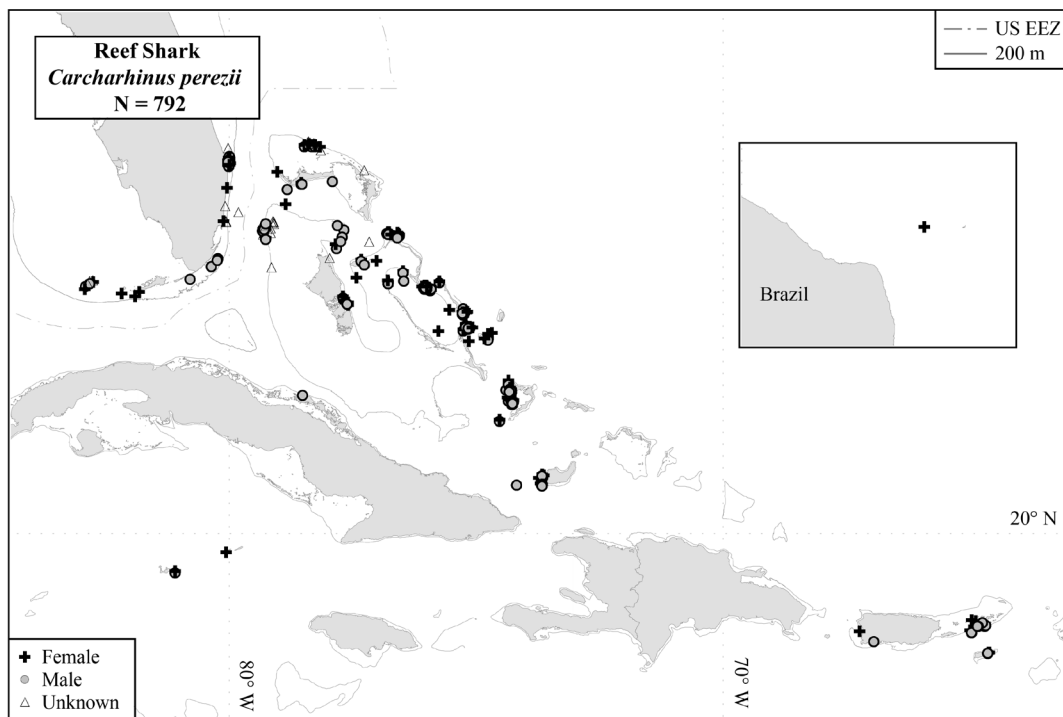 Reef Shark
Carcharhinus perezii
N = 792
US EEZ
200 m
Brazil
20° N
80° W
70° W
Female
Male
Unknown